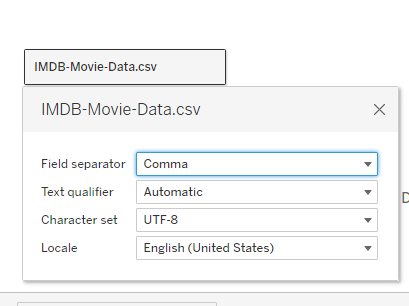 IMDB-Movie-Data.csv
IMDB-Movie-Data.csv
Field separator Comma
Text qualifier Automatic
Character set UTF-8
Locale English (United States)